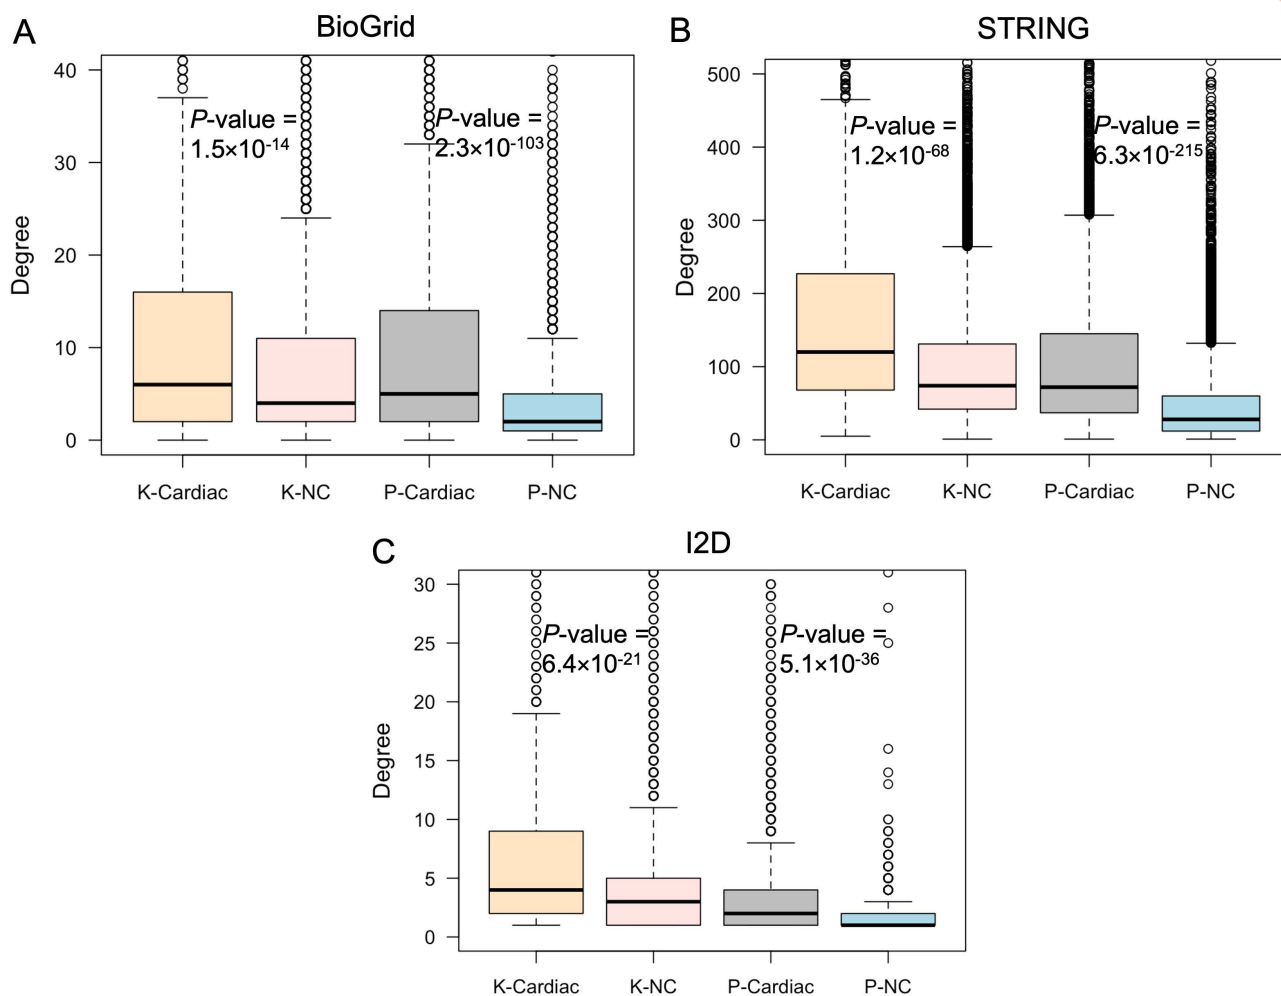 A
BioGrid
40
30
20
10
0
Degree
P-value =
1.5×10⁻¹⁴
P-value =
2.3×10⁻¹⁰³
K-Cardiac
K-NC
P-Cardiac
P-NC
B
STRING
500
400
300
200
100
0
Degree
P-value =
1.2×10⁻⁶⁸
P-value =
6.3×10⁻²¹⁵
K-Cardiac
K-NC
P-Cardiac
P-NC
C
I2D
30
25
20
15
10
5
0
Degree
P-value =
6.4×10⁻²¹
P-value =
5.1×10⁻³⁶
K-Cardiac
K-NC
P-Cardiac
P-NC